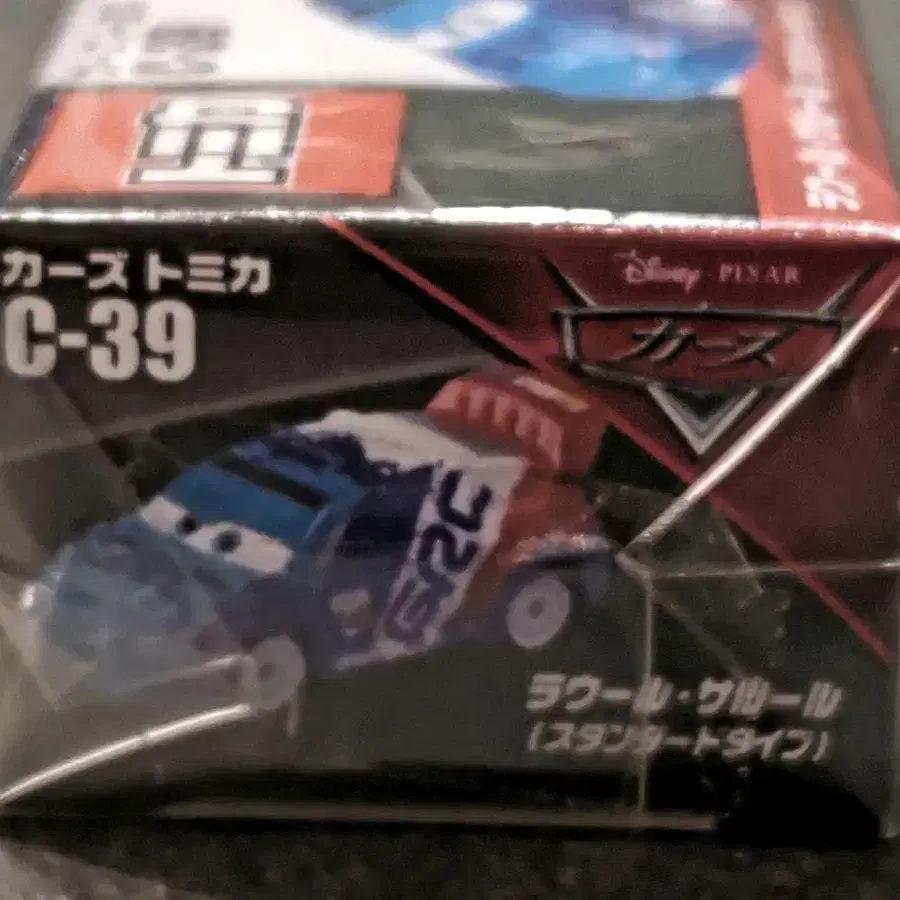 カーズ トミカ
C-39
Disney PIXAR
カーズ
GRC
ラウール・サルール
(スタンダードタイプ)